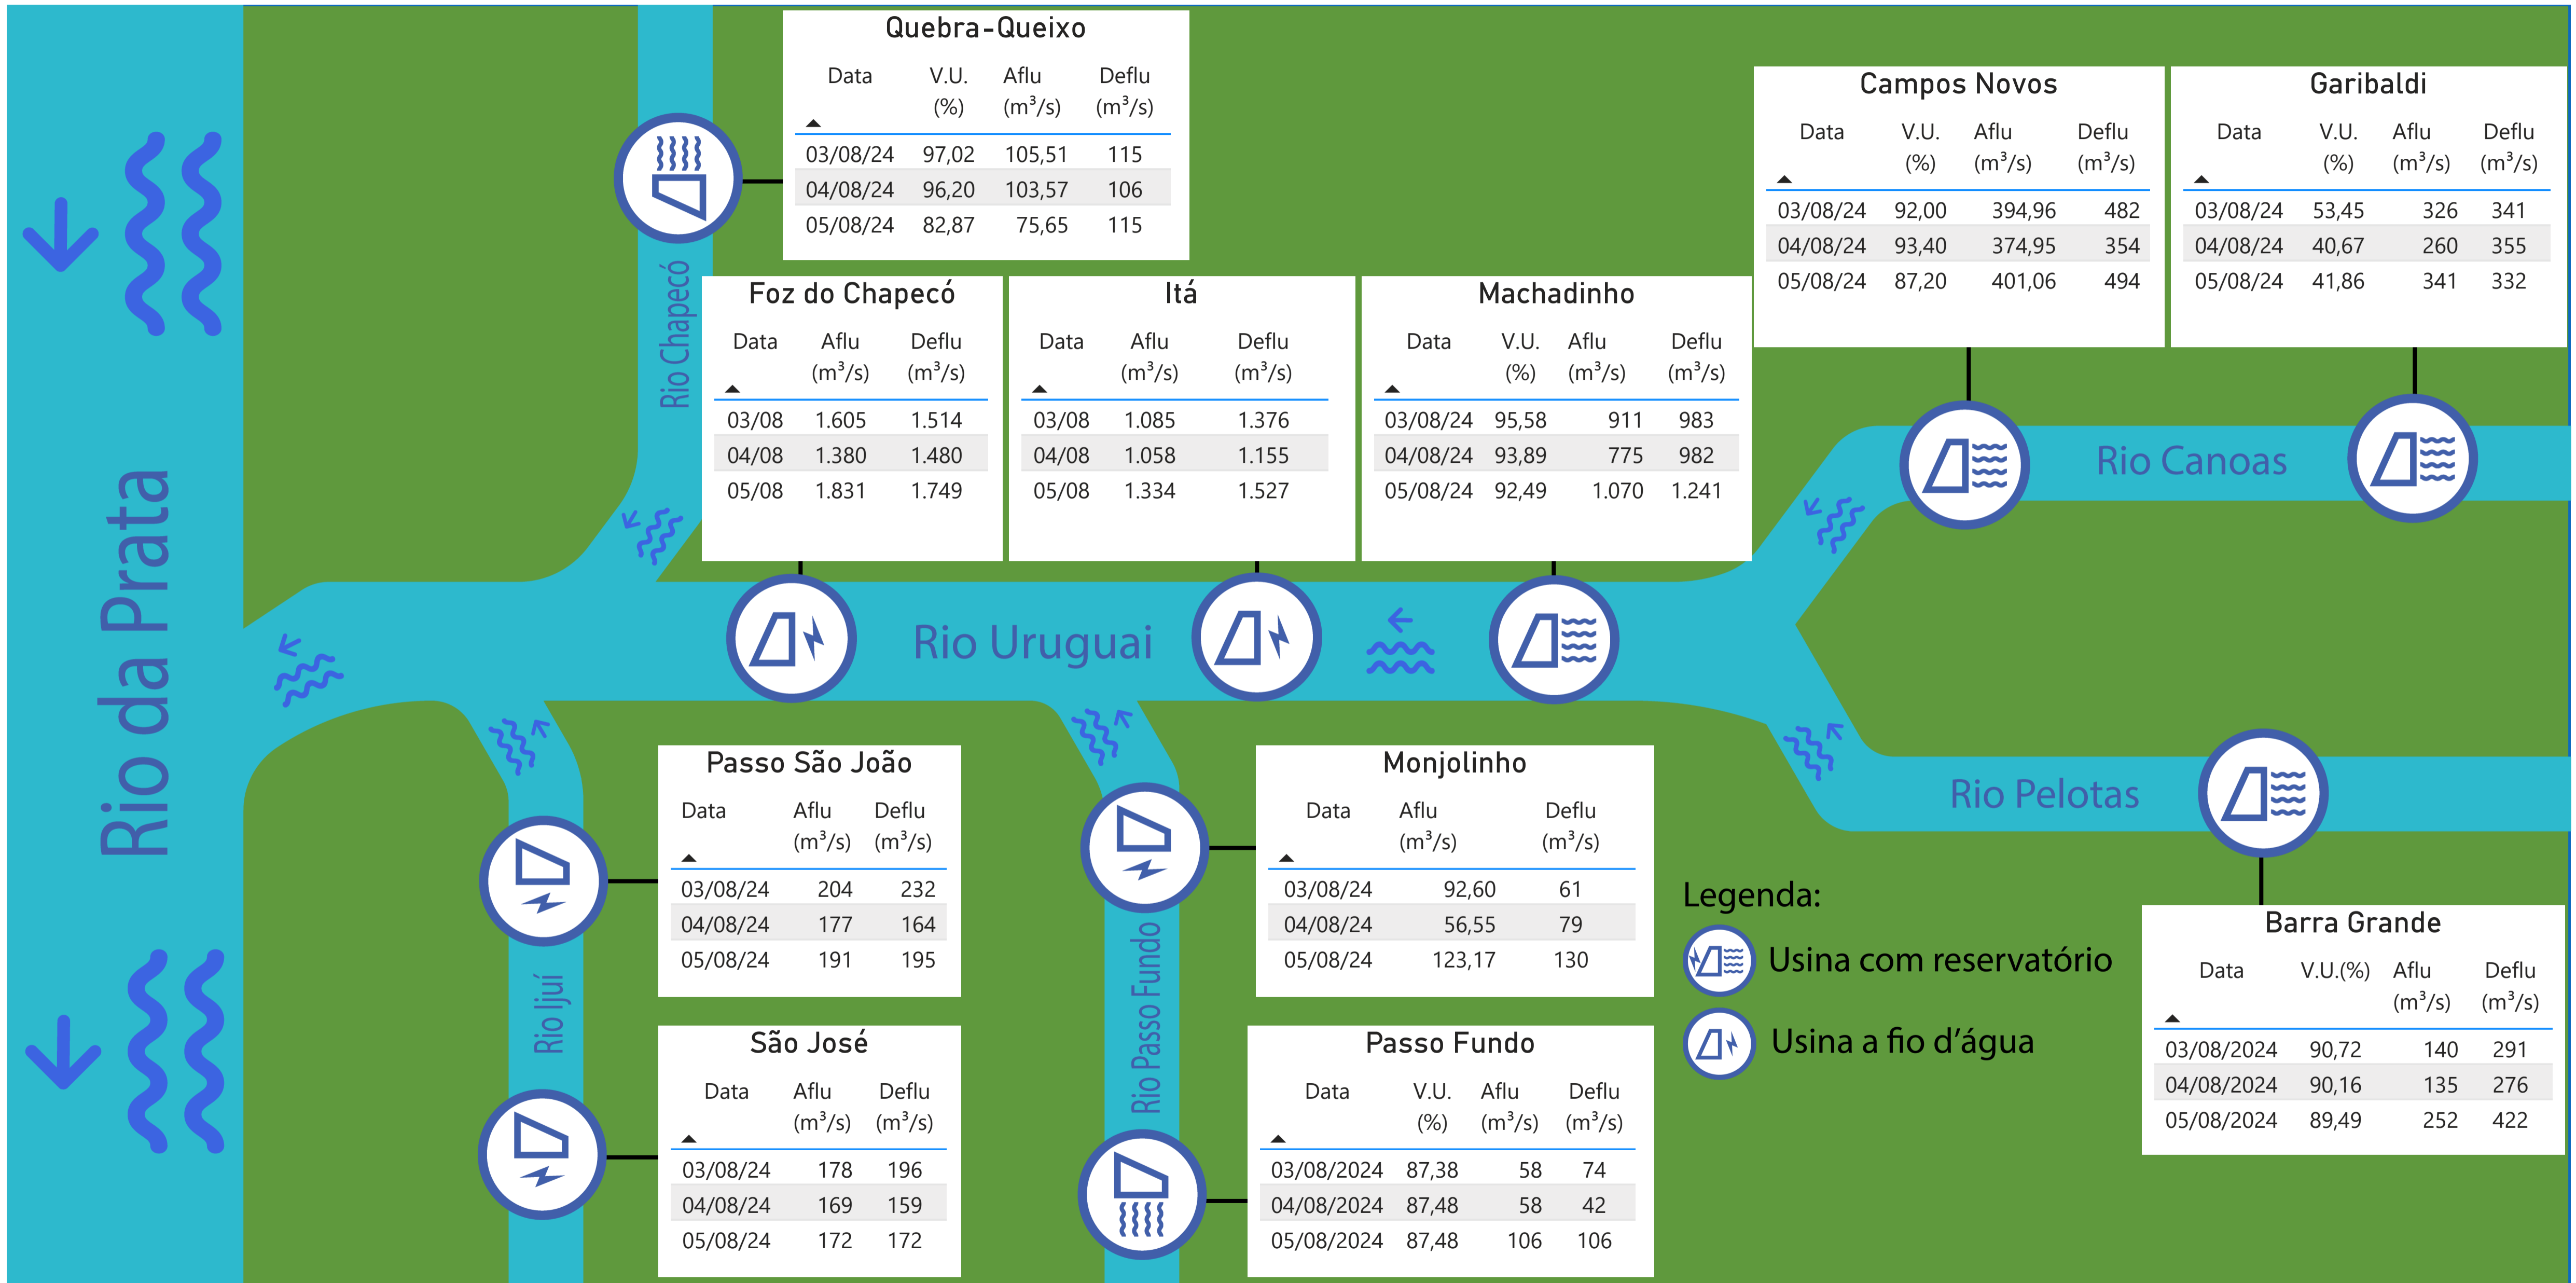 Rio da Prata
Quebra-Queixo
Data V.U. Aflu Deflu
(%) (m³/s) (m³/s)
03/08/24 97,02 105,51 115
04/08/24 96,20 103,57 106
05/08/24 82,87 75,65 115
Rio Chapecó
Campos Novos
Data V.U. Aflu Deflu
(%) (m³/s) (m³/s)
03/08/24 92,00 394,96 482
04/08/24 93,40 374,95 354
05/08/24 87,20 401,06 494
Garibaldi
Data V.U. Aflu Deflu
(%) (m³/s) (m³/s)
03/08/24 53,45 326 341
04/08/24 40,67 260 355
05/08/24 41,86 341 332
Foz do Chapecó
Data Aflu Deflu
(m³/s) (m³/s)
03/08 1.605 1.514
04/08 1.380 1.480
05/08 1.831 1.749
Itá
Data Aflu Deflu
(m³/s) (m³/s)
03/08 1.085 1.376
04/08 1.058 1.155
05/08 1.334 1.527
Machadinho
Data V.U. Aflu Deflu
(%) (m³/s) (m³/s)
03/08/24 95,58 911 983
04/08/24 93,89 775 982
05/08/24 92,49 1.070 1.241
Rio Canoas
Rio Uruguai
Rio Pelotas
Passo São João
Data Aflu Deflu
(m³/s) (m³/s)
03/08/24 204 232
04/08/24 177 164
05/08/24 191 195
Rio Ijuí
São José
Data Aflu Deflu
(m³/s) (m³/s)
03/08/24 178 196
04/08/24 169 159
05/08/24 172 172
Monjolinho
Data Aflu Deflu
(m³/s) (m³/s)
03/08/24 92,60 61
04/08/24 56,55 79
05/08/24 123,17 130
Rio Passo Fundo
Passo Fundo
Data V.U. Aflu Deflu
(%) (m³/s) (m³/s)
03/08/2024 87,38 58 74
04/08/2024 87,48 58 42
05/08/2024 87,48 106 106
Legenda:
Usina com reservatório
Usina a fio d’água
Barra Grande
Data V.U.(%) Aflu Deflu
(m³/s) (m³/s)
03/08/2024 90,72 140 291
04/08/2024 90,16 135 276
05/08/2024 89,49 252 422